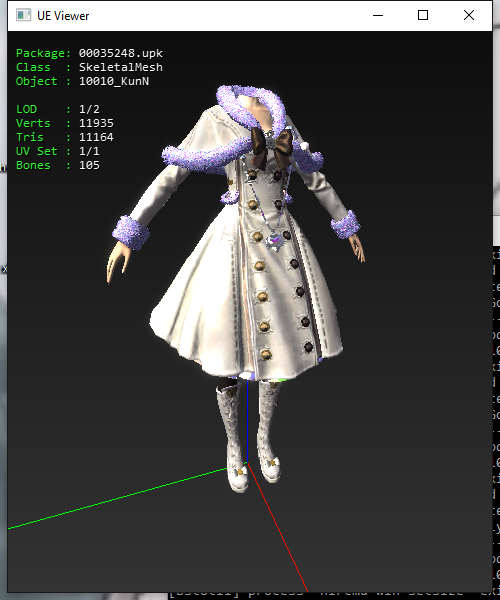 UE Viewer
Package: 00035248.upk
Class : SkeletalMesh
Object : 10010_KunN
LOD : 1/2
Verts : 11935
Tris : 11164
UV Set : 1/1
Bones : 105